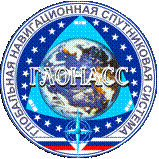 ГЛОБАЛЬНАЯ НАВИГАЦИОННАЯ СПУТНИКОВАЯ СИСТЕМА
ГЛОНАСС